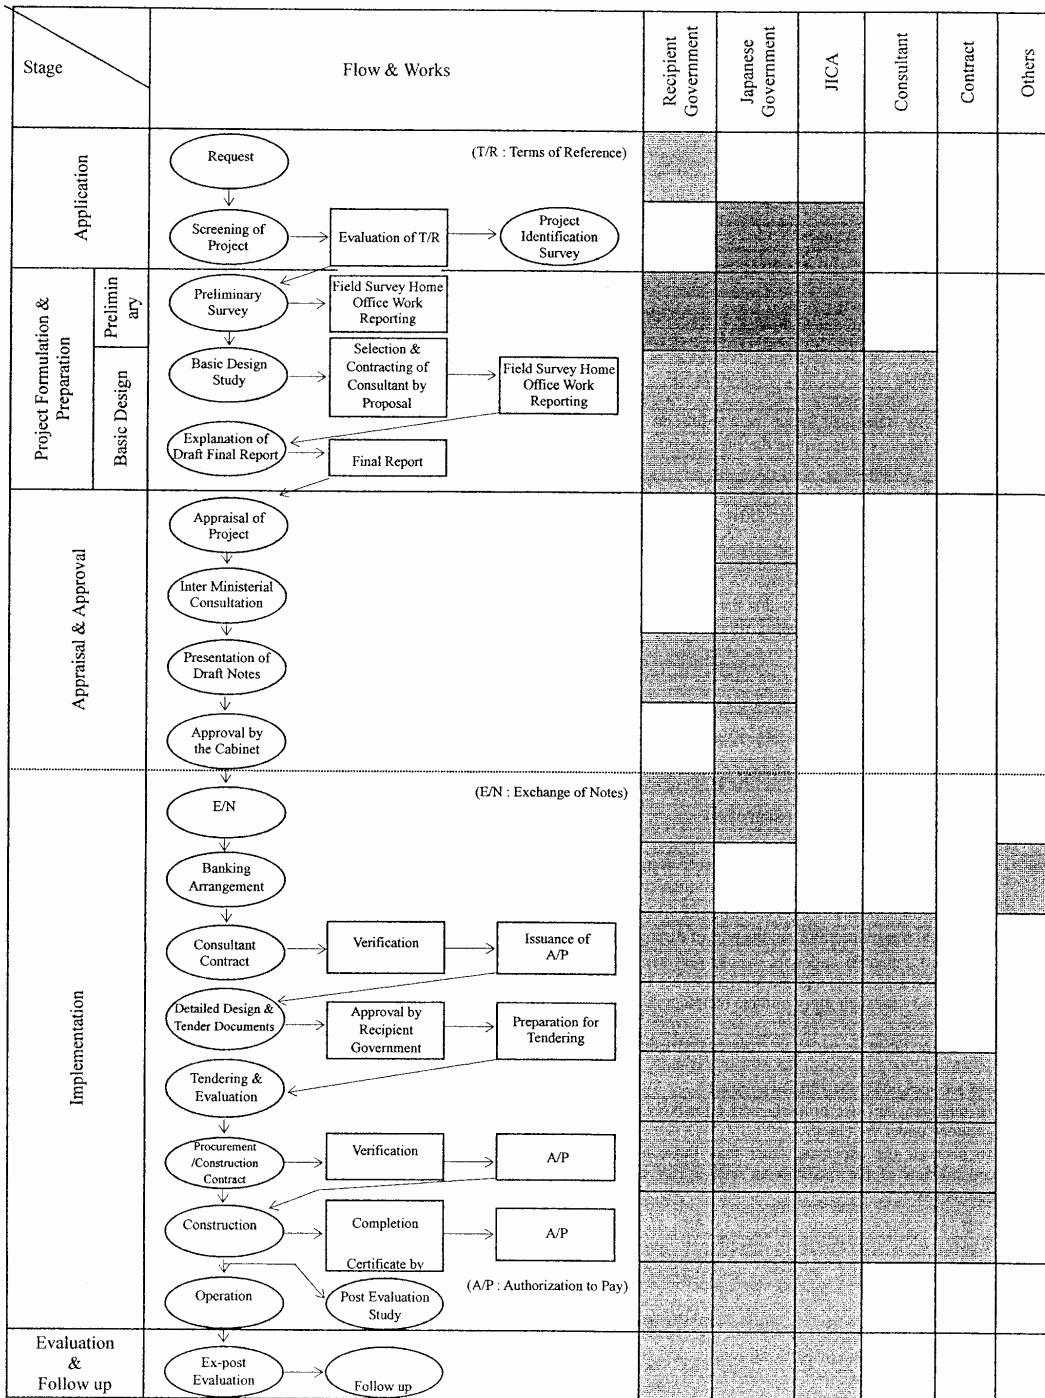 Stage
Flow & Works
Recipient
Government
Japanese
Government
JICA
Consultant
Contract
Others
Application
Request
(T/R : Terms of Reference)
Screening of
Project
Evaluation of T/R
Project
Identification
Survey
Project Formulation &
Preparation
Prelimin
ary
Preliminary
Survey
Field Survey Home
Office Work
Reporting
Basic Design
Basic Design
Study
Selection &
Contracting of
Consultant by
Proposal
Field Survey Home
Office Work
Reporting
Explanation of
Draft Final Report
Final Report
Appraisal & Approval
Appraisal of
Project
Inter Ministerial
Consultation
Presentation of
Draft Notes
Approval by
the Cabinet
Implementation
E/N
(E/N : Exchange of Notes)
Banking
Arrangement
Consultant
Contract
Verification
Issuance of
A/P
Detailed Design &
Tender Documents
Approval by
Recipient
Government
Preparation for
Tendering
Tendering &
Evaluation
Procurement
/Construction
Contract
Verification
A/P
Construction
Completion
Certificate by
A/P
(A/P : Authorization to Pay)
Operation
Post Evaluation
Study
Evaluation
&
Follow up
Ex-post
Evaluation
Follow up